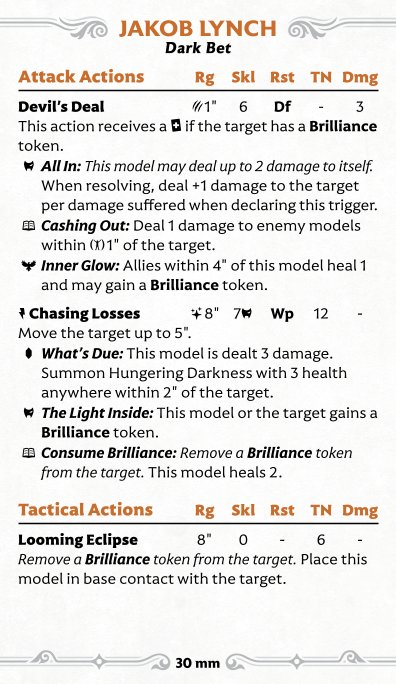 JAKOB LYNCH
Dark Bet
Attack Actions Rg Skl Rst TN Dmg
Devil's Deal 1" 6 Df - 3
This action receives a if the target has a Brilliance
token.
All In: This model may deal up to 2 damage to itself.
When resolving, deal +1 damage to the target
per damage suffered when declaring this trigger.
Cashing Out: Deal 1 damage to enemy models
within 1" of the target.
Inner Glow: Allies within 4" of this model heal 1
and may gain a Brilliance token.
Chasing Losses 8" 7 Wp 12 -
Move the target up to 5".
What's Due: This model is dealt 3 damage.
Summon Hungering Darkness with 3 health
anywhere within 2" of the target.
The Light Inside: This model or the target gains a
Brilliance token.
Consume Brilliance: Remove a Brilliance token
from the target. This model heals 2.
Tactical Actions Rg Skl Rst TN Dmg
Looming Eclipse 8" 0 - 6 -
Remove a Brilliance token from the target. Place this
model in base contact with the target.
30 mm